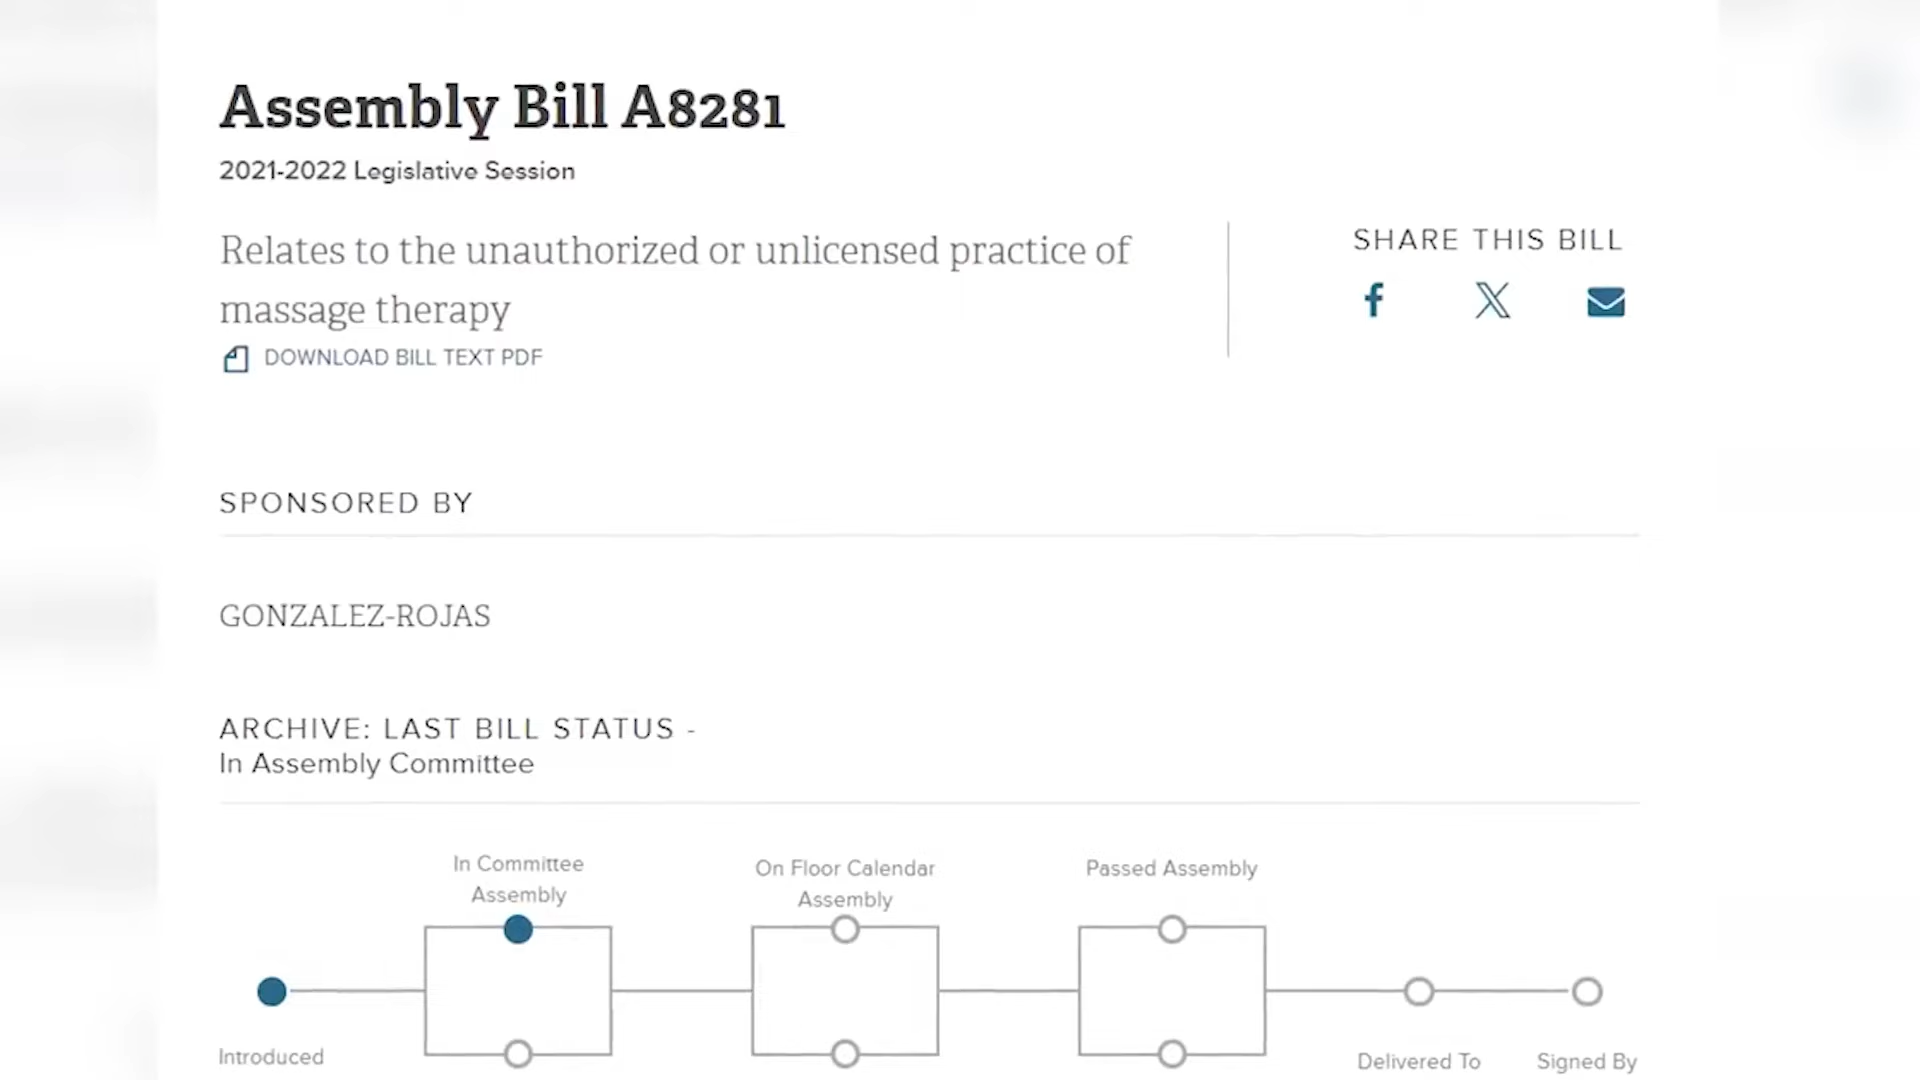 Assembly Bill A8281
2021-2022 Legislative Session
Relates to the unauthorized or unlicensed practice of
massage therapy
DOWNLOAD BILL TEXT PDF
SHARE THIS BILL
SPONSORED BY
GONZALEZ-ROJAS
ARCHIVE: LAST BILL STATUS -
In Assembly Committee
In Committee
Assembly
On Floor Calendar
Assembly
Passed Assembly
Introduced
Delivered To
Signed By